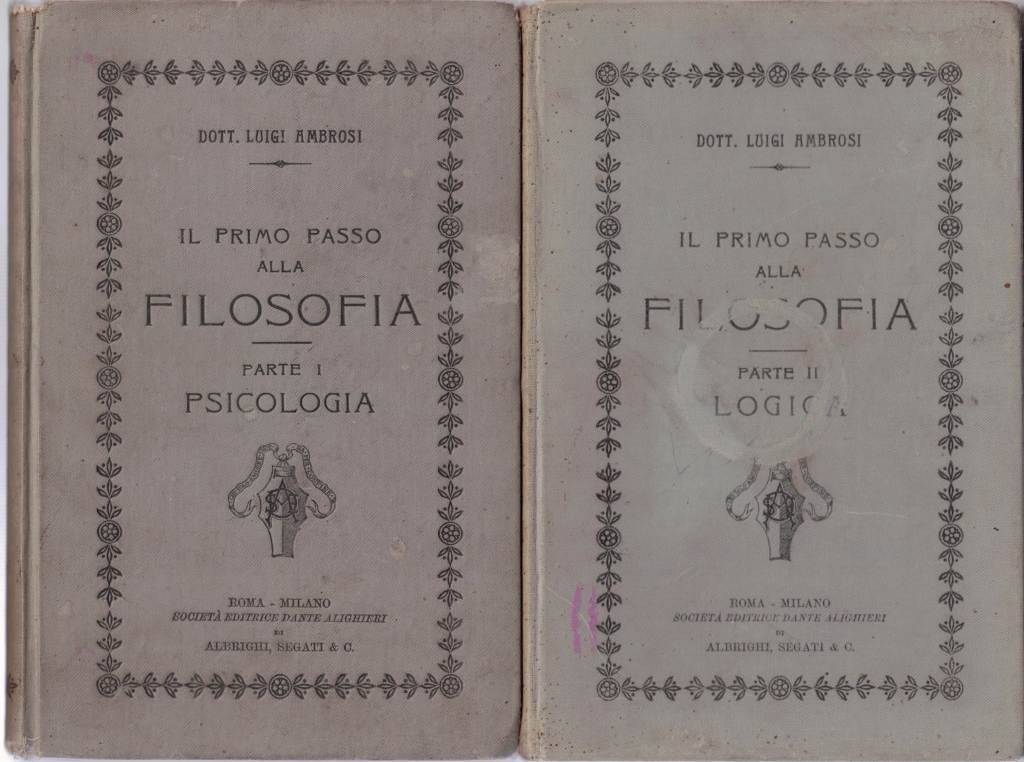 DOTT. LUIGI AMBROSI
IL PRIMO PASSO
ALLA
FILOSOFIA
PARTE I
PSICOLOGIA
ROMA - MILANO
SOCIETÀ EDITRICE DANTE ALIGHIERI
DI
ALBRIGHI, SEGATI & C.
DOTT. LUIGI AMBROSI
IL PRIMO PASSO
ALLA
FILOSOFIA
PARTE II
LOGICA
ROMA - MILANO
SOCIETÀ EDITRICE DANTE ALIGHIERI
DI
ALBRIGHI, SEGATI & C.